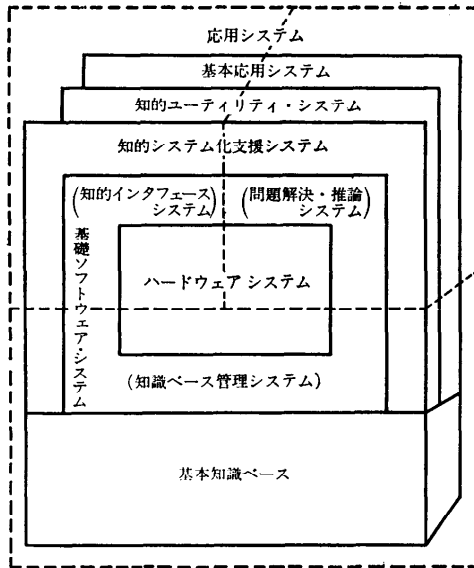 応用システム
基本応用システム
知的ユーティリティ・システム
知的システム化支援システム
(知的インタフェースシステム)
(問題解決・推論システム)
基礎ソフトウェア・システム
ハードウェアシステム
(知識ベース管理システム)
基本知識ベース